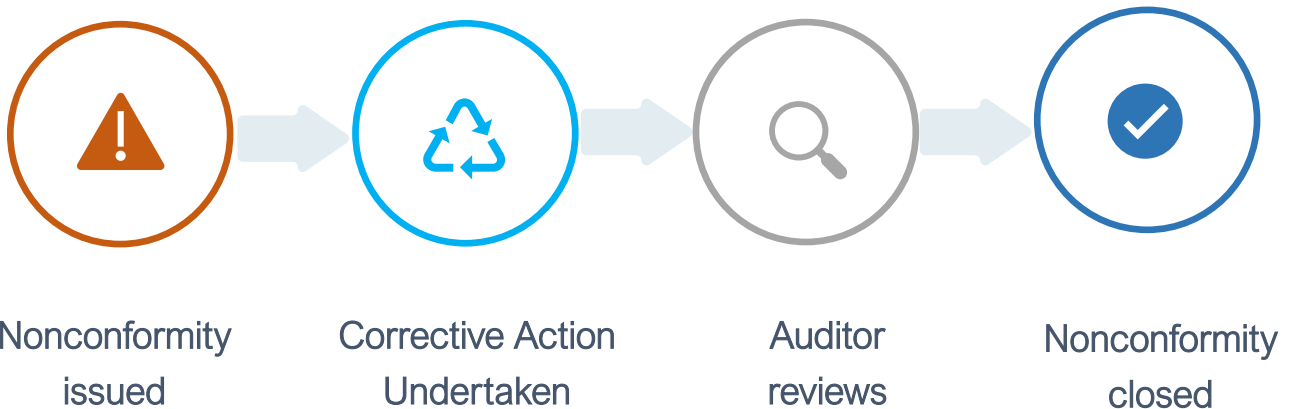 Nonconformity
issued
Corrective Action
Undertaken
Auditor
reviews
Nonconformity
closed